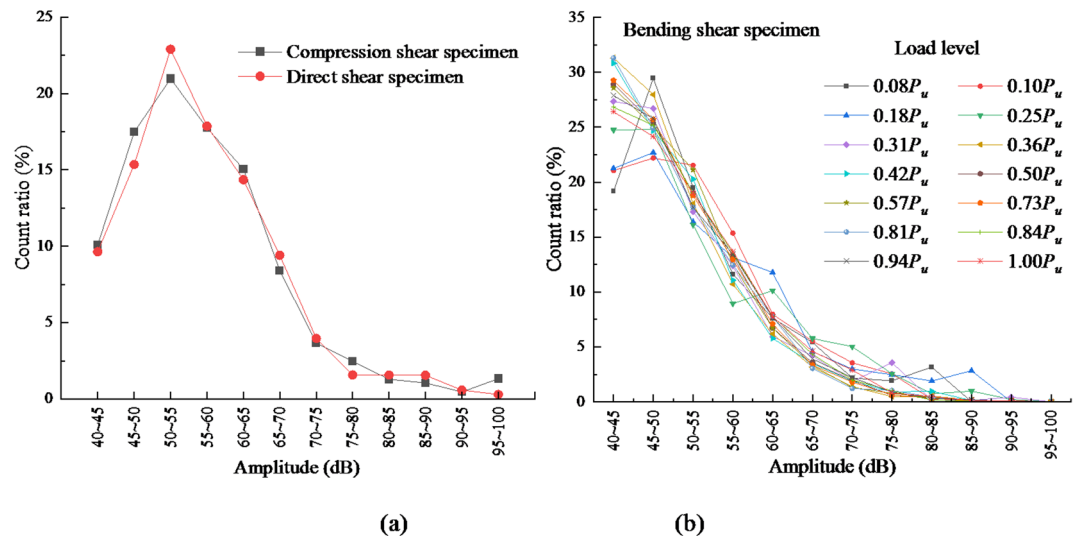 (a)
25
20
15
10
5
0
Count ratio (%)
Compression shear specimen
Direct shear specimen
40~45
45~50
50~55
55~60
60~65
65~70
70~75
75~80
80~85
85~90
90~95
95~100
Amplitude (dB)
(a)
(b)
35
30
25
20
15
10
5
0
Count ratio (%)
Bending shear specimen
Load level
0.08Pu 0.10Pu
0.18Pu 0.25Pu
0.31Pu 0.36Pu
0.42Pu 0.50Pu
0.57Pu 0.73Pu
0.81Pu 0.84Pu
0.94Pu 1.00Pu
40~45
45~50
50~55
55~60
60~65
65~70
70~75
75~80
80~85
85~90
90~95
95~100
Amplitude (dB)
(b)